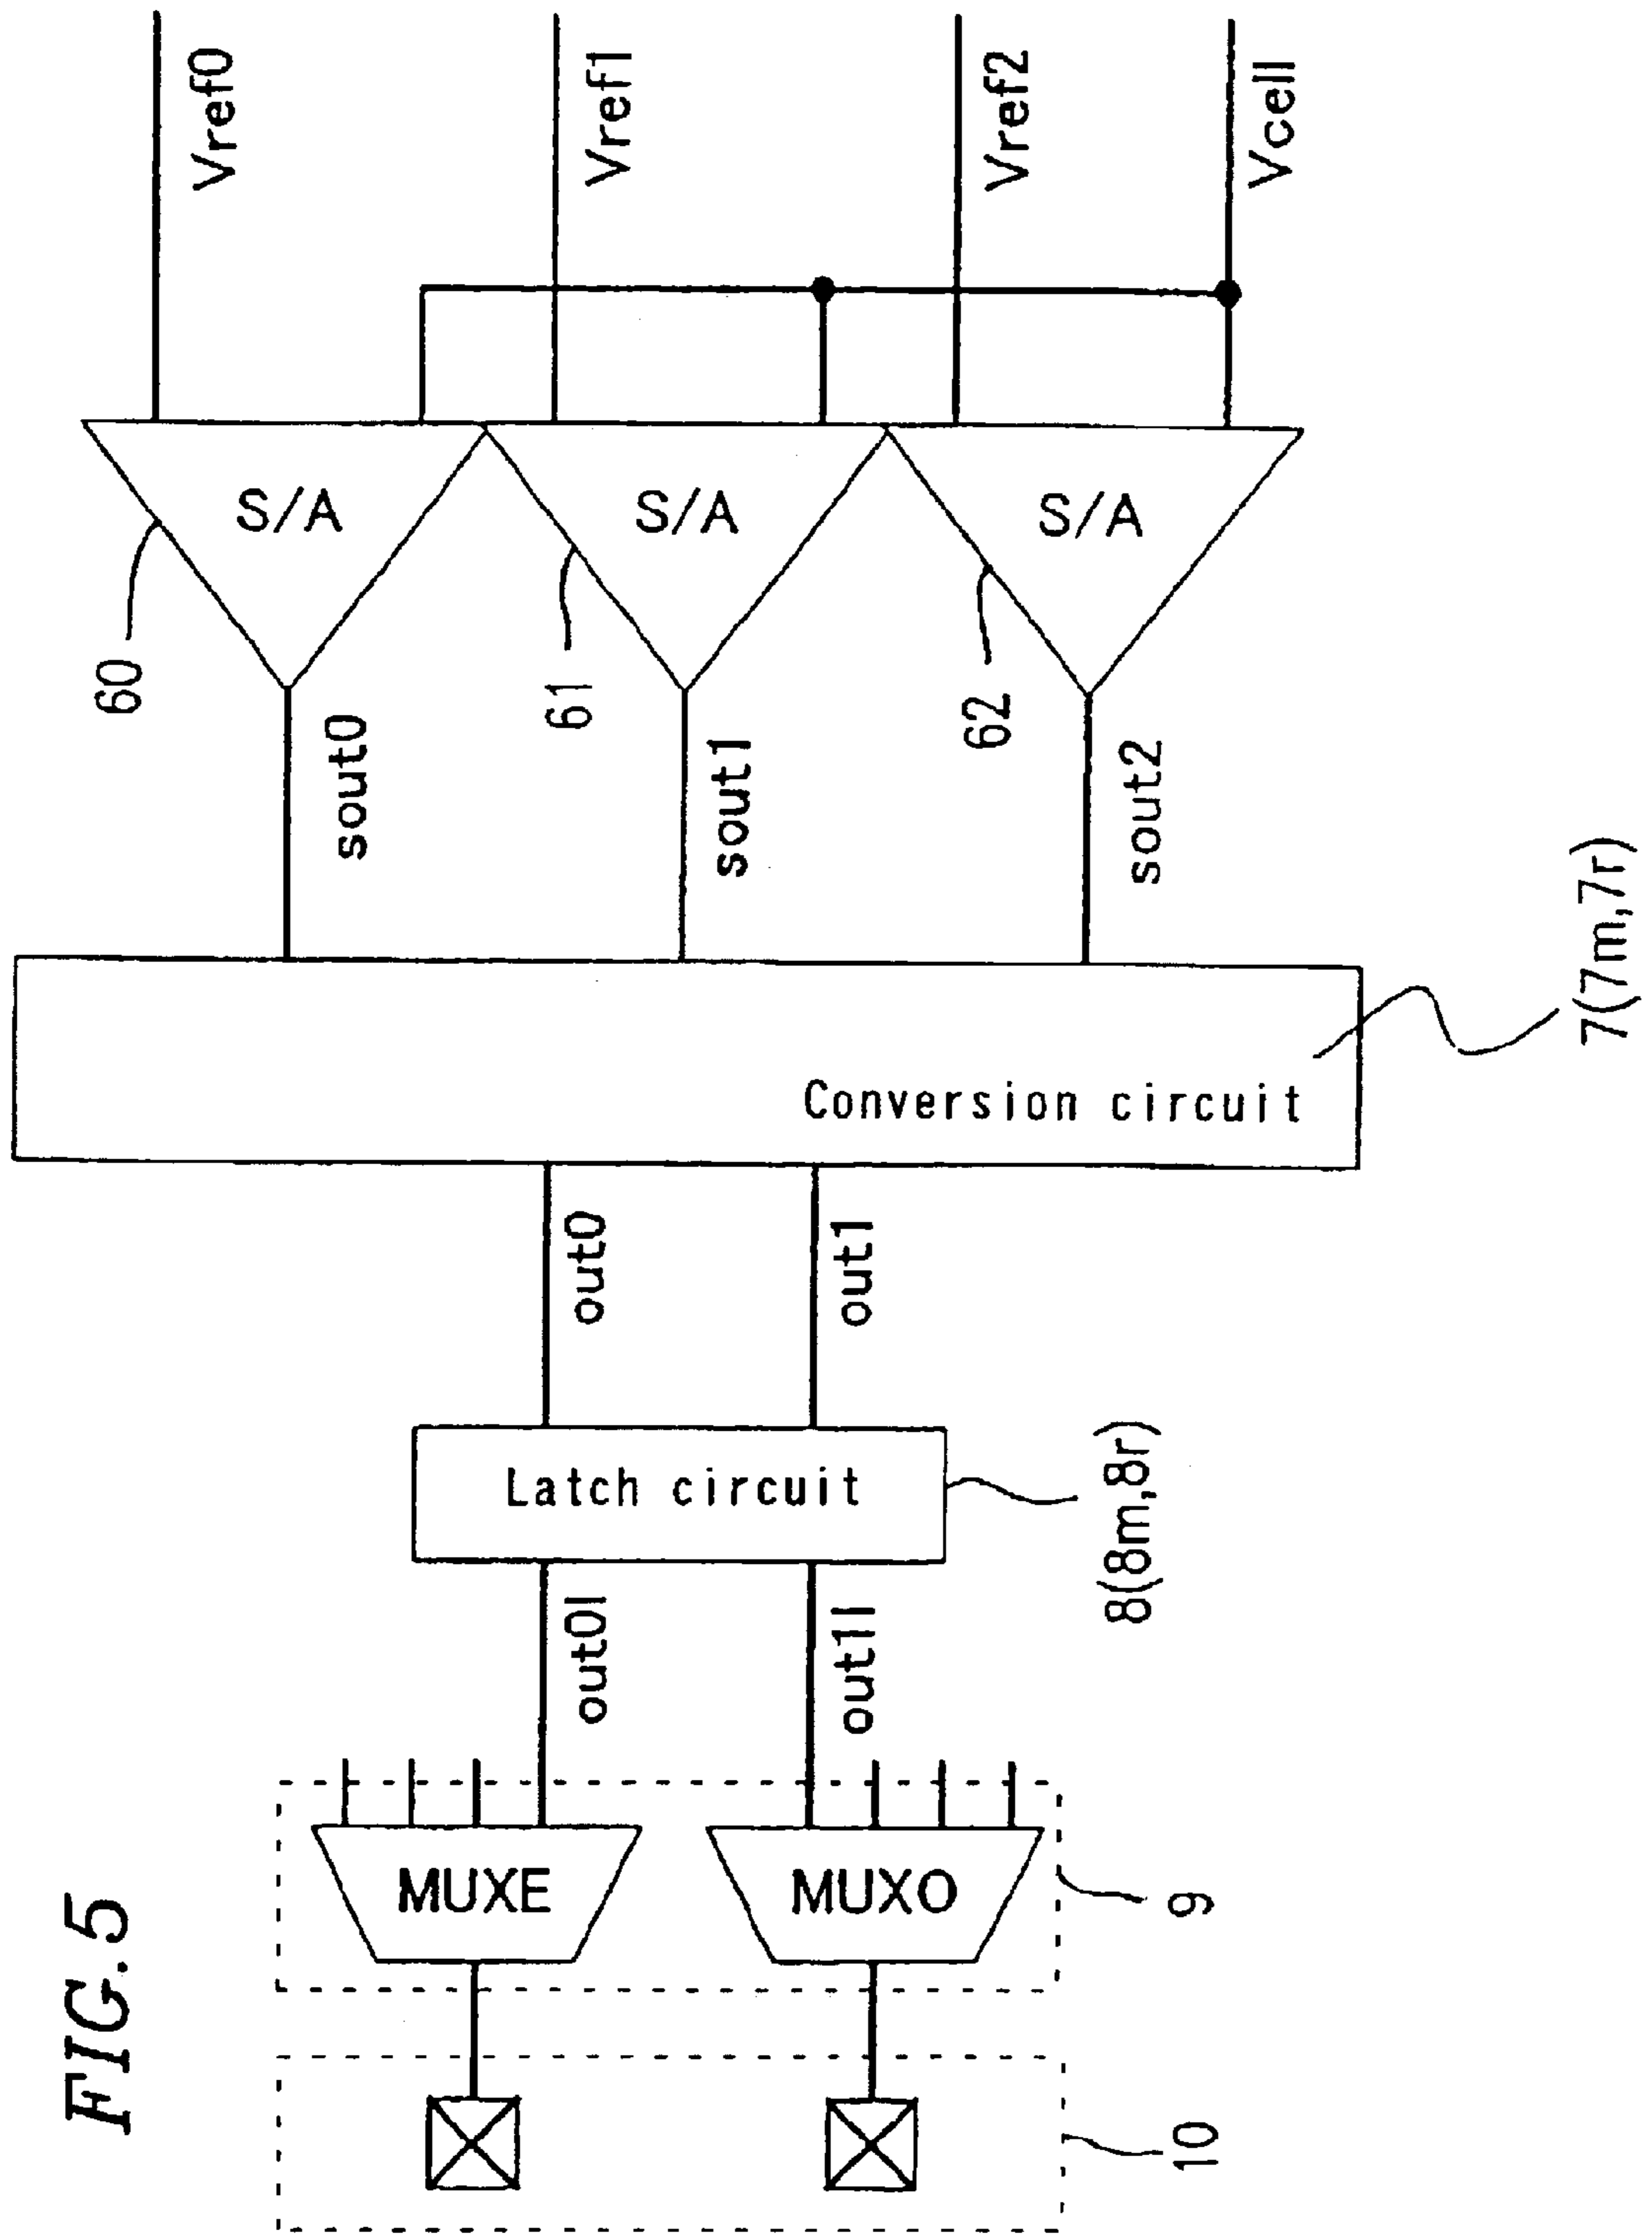 FIG.5
Vref0
Vref1
Vref2
Vcell
S/A
S/A
S/A
60
61
62
sout0
sout1
sout2
Conversion circuit
7(7m,7r)
out0
out1
Latch circuit
8(8m,8r)
out0l
out1l
MUXE
MUXO
9
10